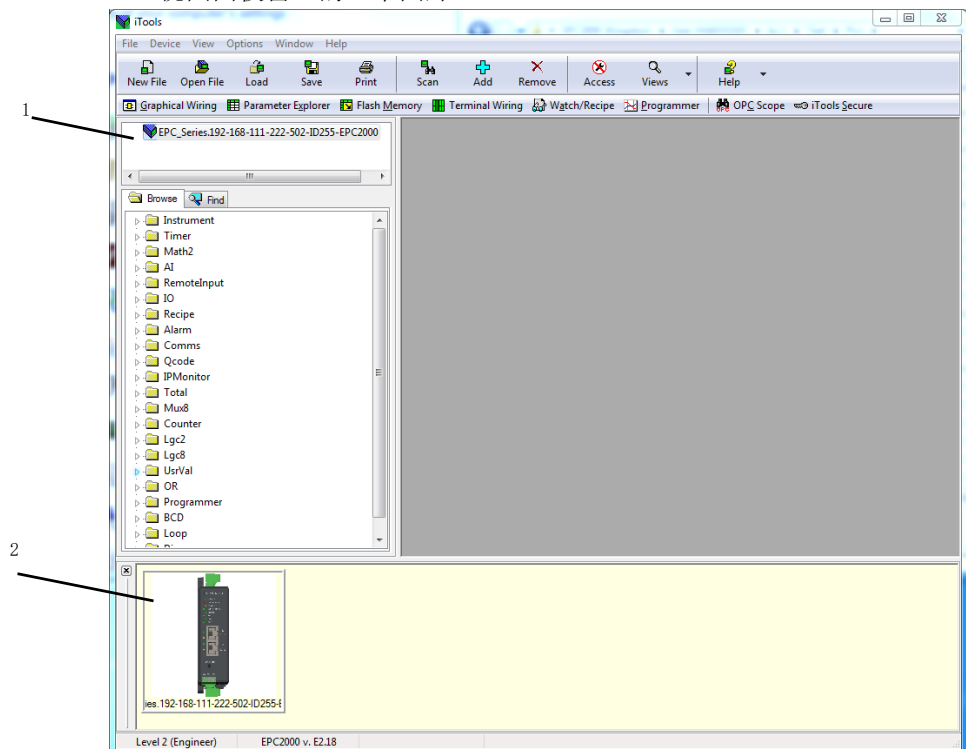 iTools
File Device View Options Window Help
New File Open File Load Save Print Scan Add Remove Access Views Help
Graphical Wiring Parameter Explorer Flash Memory Terminal Wiring Watch/Recipe Programmer OPC Scope iTools Secure
1
EPC_Series.192-168-111-222-502-ID255-EPC2000
Browse Find
Instrument
Timer
Math2
AI
RemoteInput
IO
Recipe
Alarm
Comms
Qcode
IPMonitor
Total
Mux8
Counter
Lgc2
Lgc8
UsrVal
OR
Programmer
BCD
Loop
2
ies.192-168-111-222-502-ID255-E
Level 2 (Engineer) EPC2000 v. E2.18